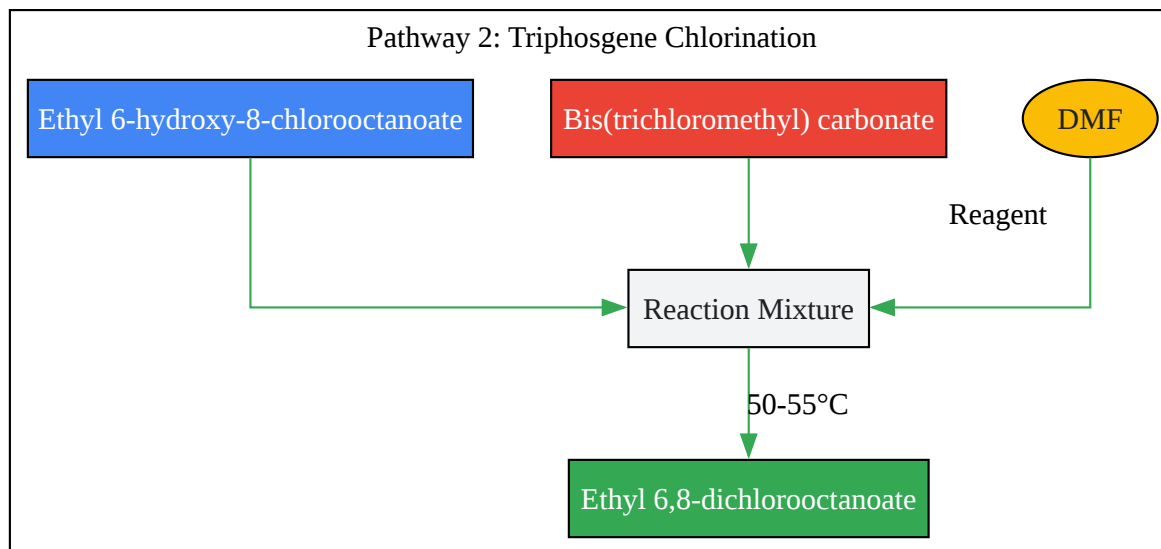 Pathway 2: Triphosgene Chlorination
Ethyl 6-hydroxy-8-chlorooctanoate
Bis(trichloromethyl) carbonate
DMF
Reagent
Reaction Mixture
50-55°C
Ethyl 6,8-dichlorooctanoate